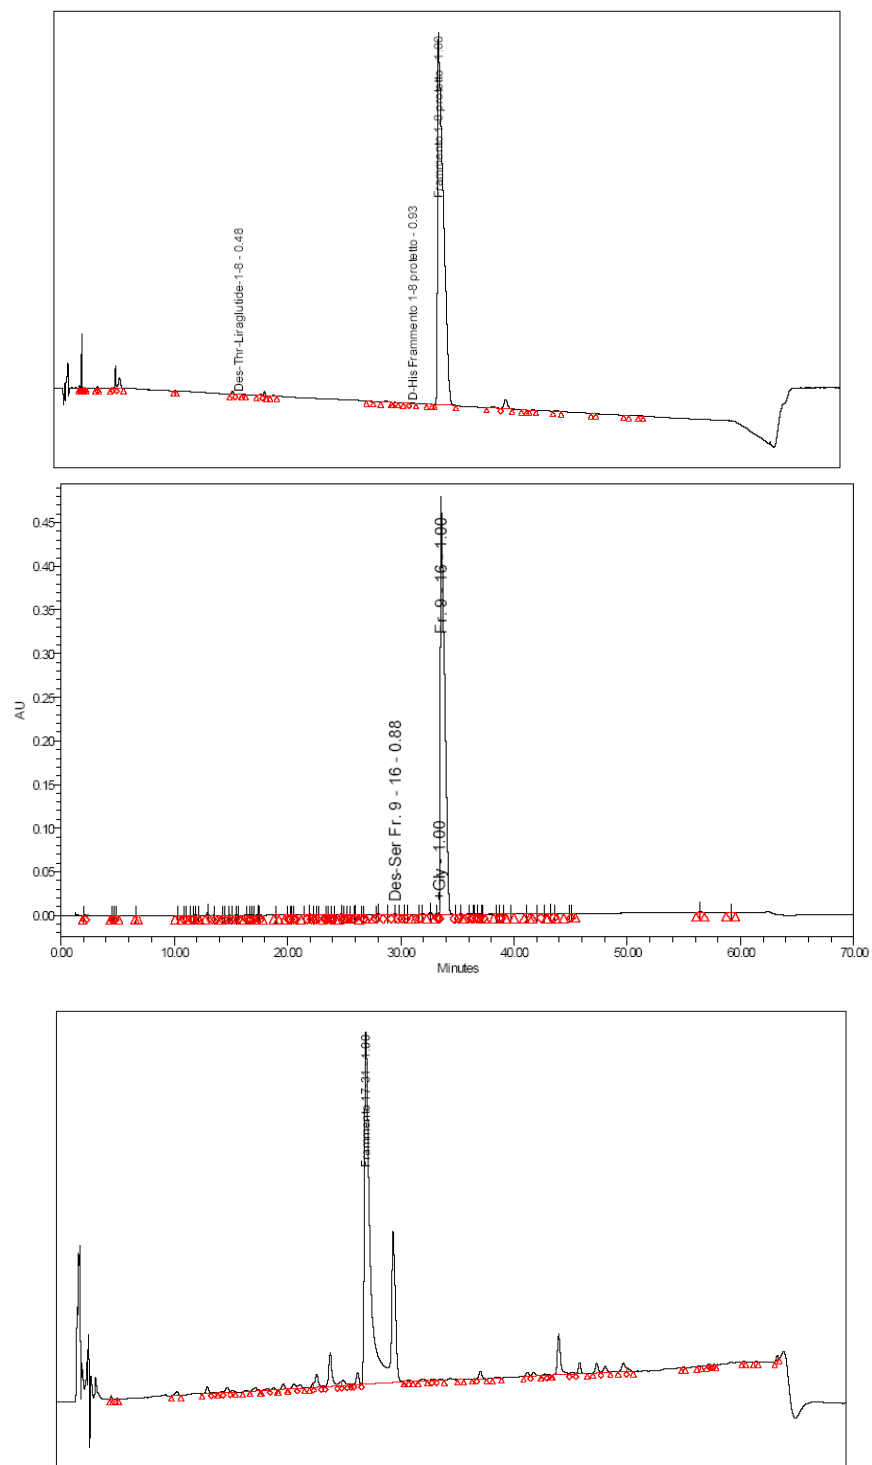 Des-Thr-Liraglutide-1-8 - 0.48
D-His Frammento 1-8 protetto - 0.93
Frammento 1-8 protetto - 1.00
AU
0.45
0.40
0.35
0.30
0.25
0.20
0.15
0.10
0.05
0.00
Des-Ser Fr. 9 - 16 - 0.88
+Gly - 1.00
Fr. 9 - 16 - 1.00
0.00
10.00
20.00
30.00
40.00
50.00
60.00
70.00
Minutes
Frammento 17-31 - 1.00